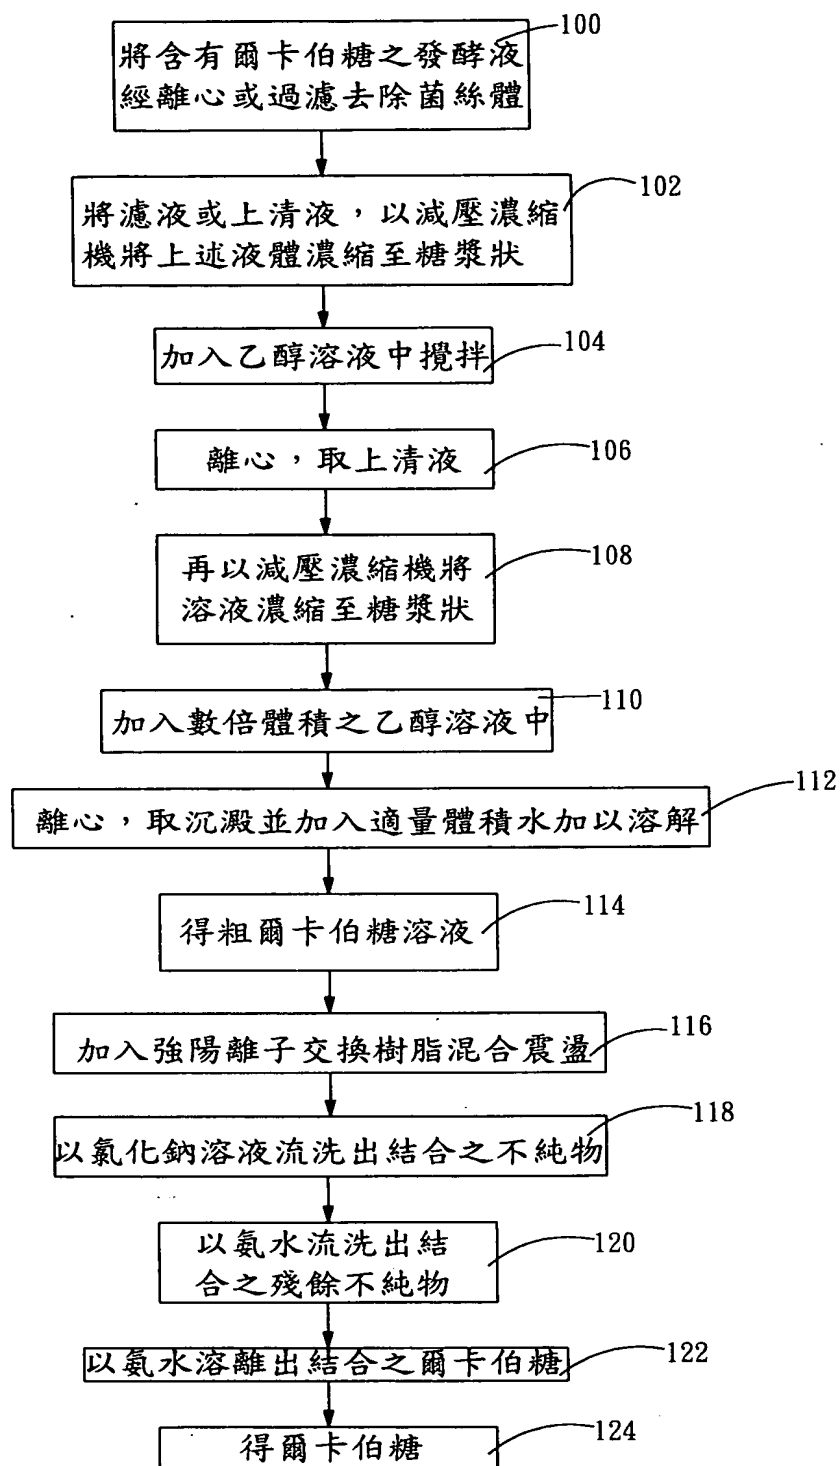 100
將含有爾卡伯糖之發酵液
經離心或過濾去除菌絲體
102
將濾液或上清液，以減壓濃縮
機將上述液體濃縮至糖漿狀
104
加入乙醇溶液中攪拌
106
離心，取上清液
108
再以減壓濃縮機將
溶液濃縮至糖漿狀
110
加入數倍體積之乙醇溶液中
112
離心，取沉澱並加入適量體積水加以溶解
114
得粗爾卡伯糖溶液
116
加入強陽離子交換樹脂混合震盪
118
以氯化鈉溶液流洗出結合之不純物
120
以氨水流洗出結
合之殘餘不純物
122
以氨水溶離出結合之爾卡伯糖
124
得爾卡伯糖